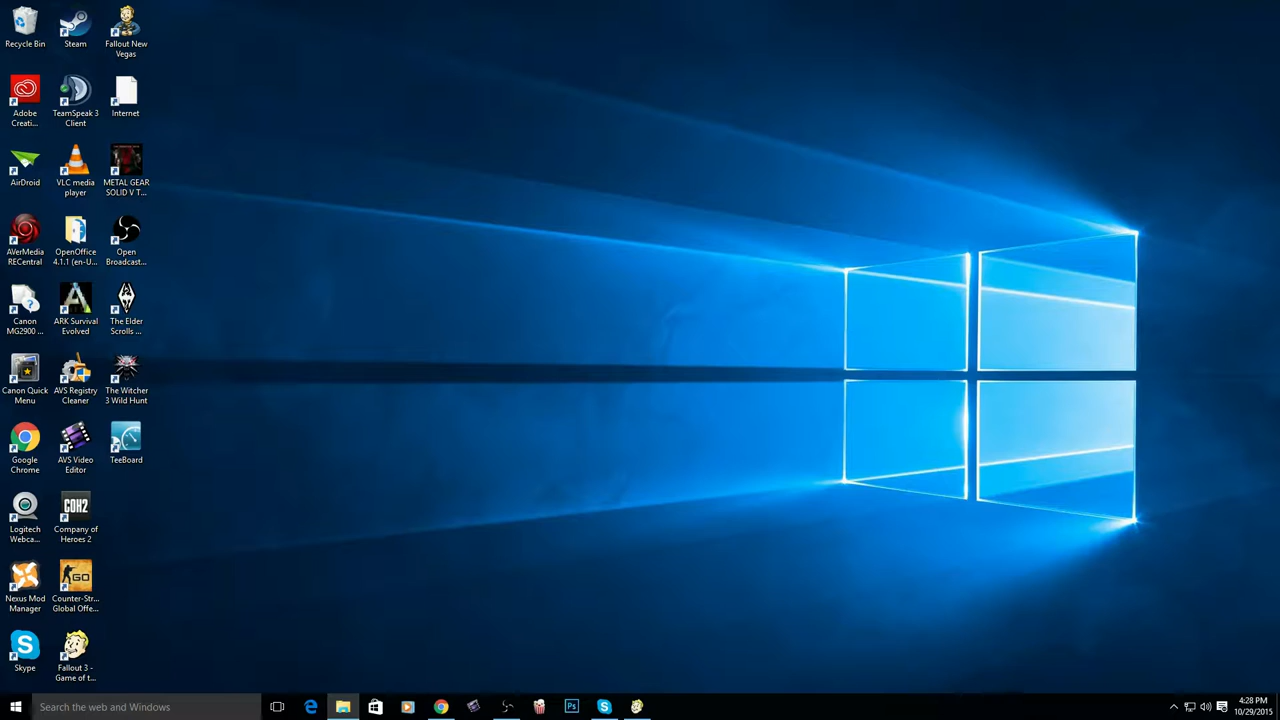 Recycle Bin
Steam
Fallout New
Vegas
Adobe
Creati...
TeamSpeak 3
Client
Internet
AirDroid
VLC media
player
METAL GEAR
SOLID V T...
AVerMedia
RECentral
OpenOffice
4.1.1 (en-U...
Open
Broadcast...
Canon
MG2900 ...
ARK Survival
Evolved
The Elder
Scrolls ...
Canon Quick
Menu
AVS Registry
Cleaner
The Witcher
3 Wild Hunt
Google
Chrome
AVS Video
Editor
TeeBoard
Logitech
Webca...
COH2
Company of
Heroes 2
Nexus Mod
Manager
GO
Counter-Str...
Global Offe...
Skype
Fallout 3 -
Game of t...
Search the web and Windows
Ps
4:28 PM
10/29/2015